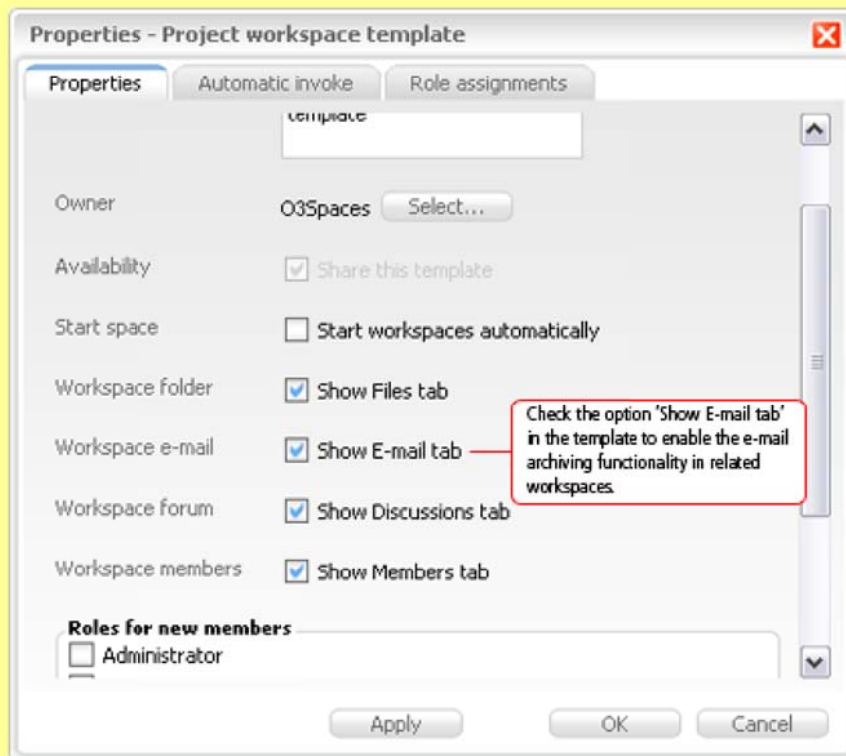 Properties - Project workspace template
Properties Automatic invoke Role assignments
template
Owner O3Spaces Select...
Availability Share this template
Start space Start workspaces automatically
Workspace folder Show Files tab
Workspace e-mail Show E-mail tab
Check the option 'Show E-mail tab'
in the template to enable the e-mail
archiving functionality in related
workspaces.
Workspace forum Show Discussions tab
Workspace members Show Members tab
Roles for new members
Administrator
Apply OK Cancel